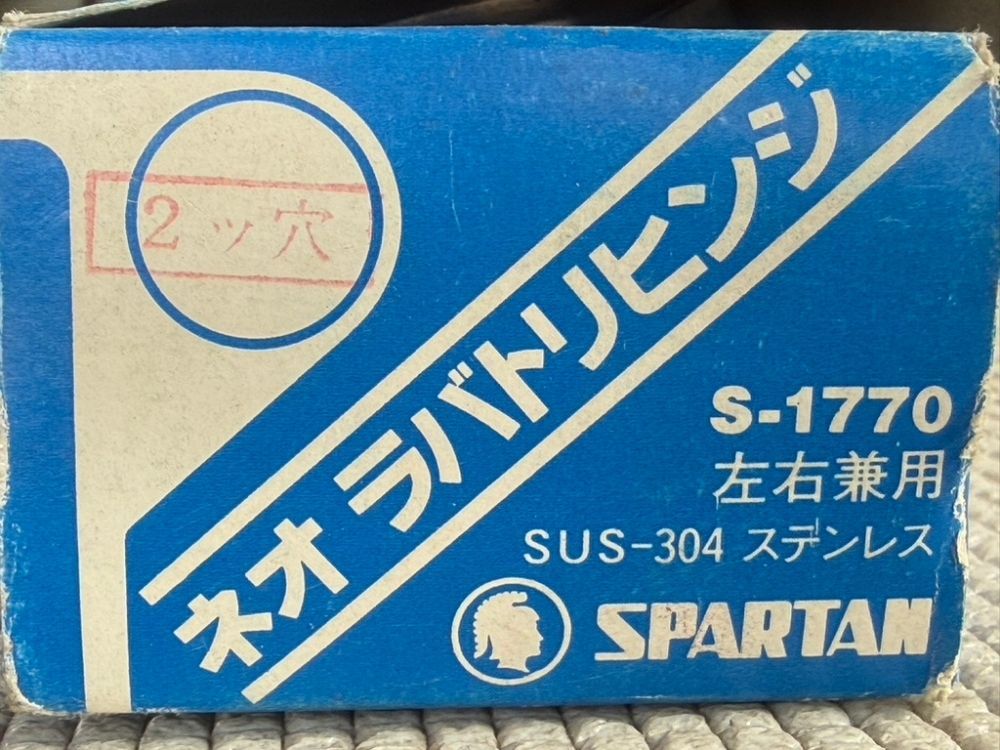 2ッ穴
ネオラバトリヒンジ
S-1770
左右兼用
SUS-304 ステンレス
SPARTAN